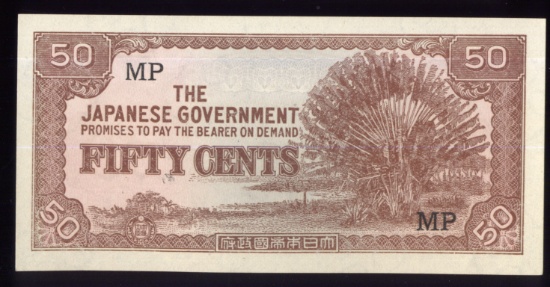 50
50
MP
THE
JAPANESE GOVERNMENT
PROMISES TO PAY THE BEARER ON DEMAND
FIFTY CENTS
MP
50
50
府政國帝本日大